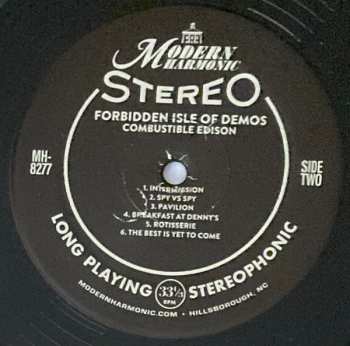 MODERN
HARMONIC
STEREO
FORBIDDEN ISLE OF DEMOS
COMBUSTIBLE EDISON
MH-
8277
SIDE
TWO
1. INTERMISSION
2. SPY VS SPY
3. PAVILION
4. BREAKFAST AT DENNY'S
5. ROTISSERIE
6. THE BEST IS YET TO COME
LONG PLAYING 33⅓ RPM STEREOPHONIC
MODERNHARMONIC.COM • HILLSBOROUGH, NC